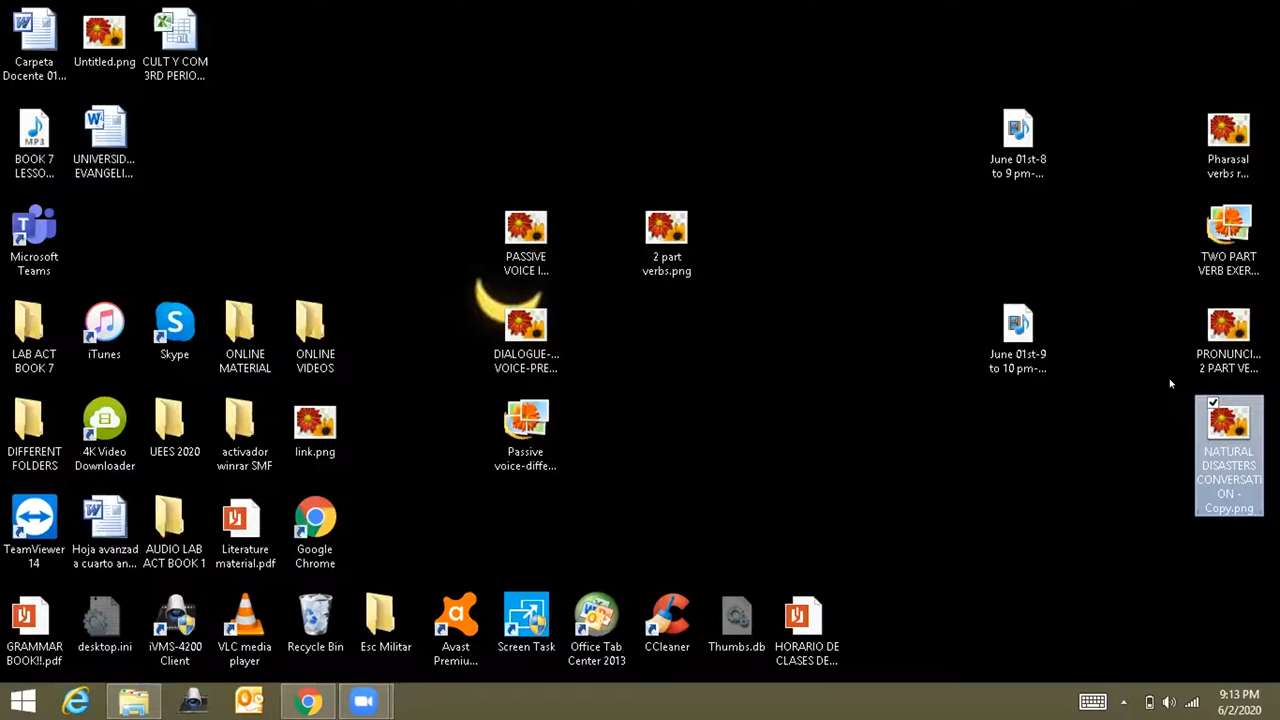 Carpeta
Docente 01...
Untitled.png
CULT Y COM
3RD PERIO...
MP3
BOOK 7
LESSO...
UNIVERSID...
EVANGELI...
June 01st-8
to 9 pm-...
Pharasal
verbs r...
Microsoft
Teams
PASSIVE
VOICE I...
2 part
verbs.png
TWO PART
VERB EXER...
LAB ACT
BOOK 7
iTunes
Skype
ONLINE
MATERIAL
ONLINE
VIDEOS
DIALOGUE-...
VOICE-PRE...
June 01st-9
to 10 pm-...
PRONUNCI...
2 PART VE...
DIFFERENT
FOLDERS
4K Video
Downloader
UEES 2020
activador
winrar SMF
link.png
Passive
voice-diffe...
NATURAL
DISASTERS
CONVERSATI
ON -
Copy.png
TeamViewer
14
Hoja avanzad
a cuarto an...
AUDIO LAB
ACT BOOK 1
Literature
material.pdf
Google
Chrome
GRAMMAR
BOOK!!.pdf
desktop.ini
iVMS-4200
Client
VLC media
player
Recycle Bin
Esc Militar
Avast
Premiu...
Screen Task
Office Tab
Center 2013
CCleaner
Thumbs.db
HORARIO DE
CLASES DE...
9:13 PM
6/2/2020